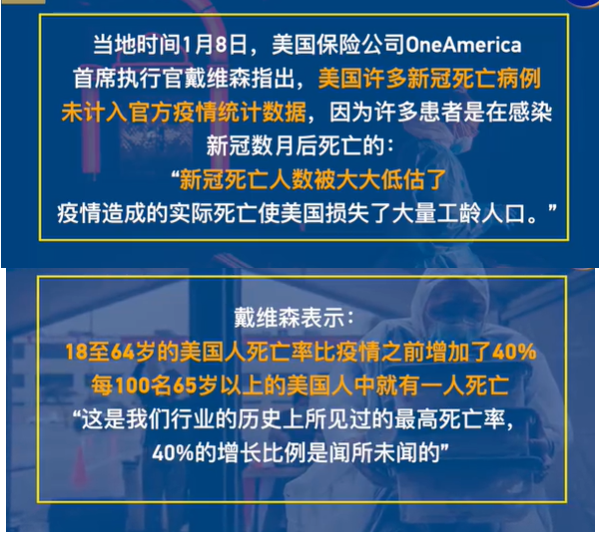 当地时间1月8日，美国保险公司OneAmerica
首席执行官戴维森指出，美国许多新冠死亡病例
未计入官方疫情统计数据，因为许多患者是在感染
新冠数月后死亡的：
“新冠死亡人数被大大低估了
疫情造成的实际死亡使美国损失了大量工龄人口。”
戴维森表示：
18至64岁的美国人死亡率比疫情之前增加了40%
每100名65岁以上的美国人中就有一人死亡
“这是我们行业的历史上所见过的最高死亡率，
40%的增长比例是闻所未闻的”